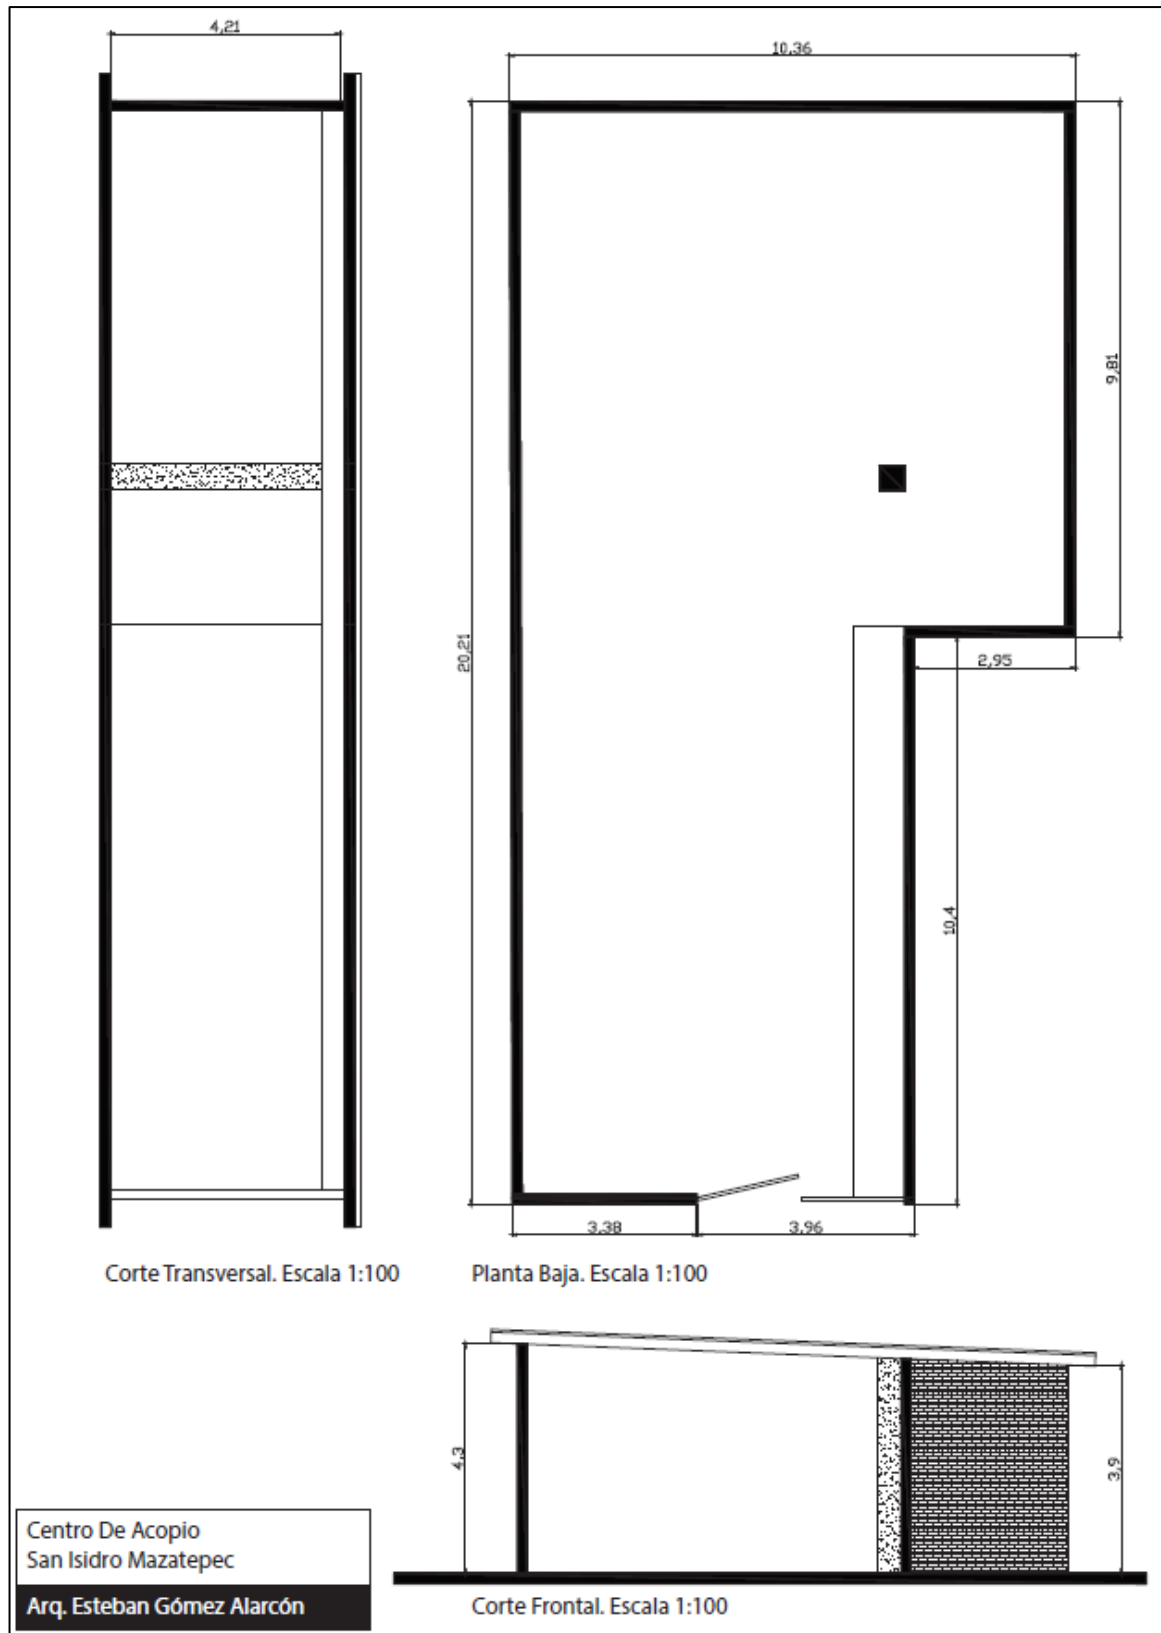 4,21
10,36
9,81
20,21
2,95
10,4
3,38
3,96
Corte Transversal. Escala 1:100
Planta Baja. Escala 1:100
4,3
3,9
Centro De Acopio
San Isidro Mazatepec
Arq. Esteban Gómez Alarcón
Corte Frontal. Escala 1:100